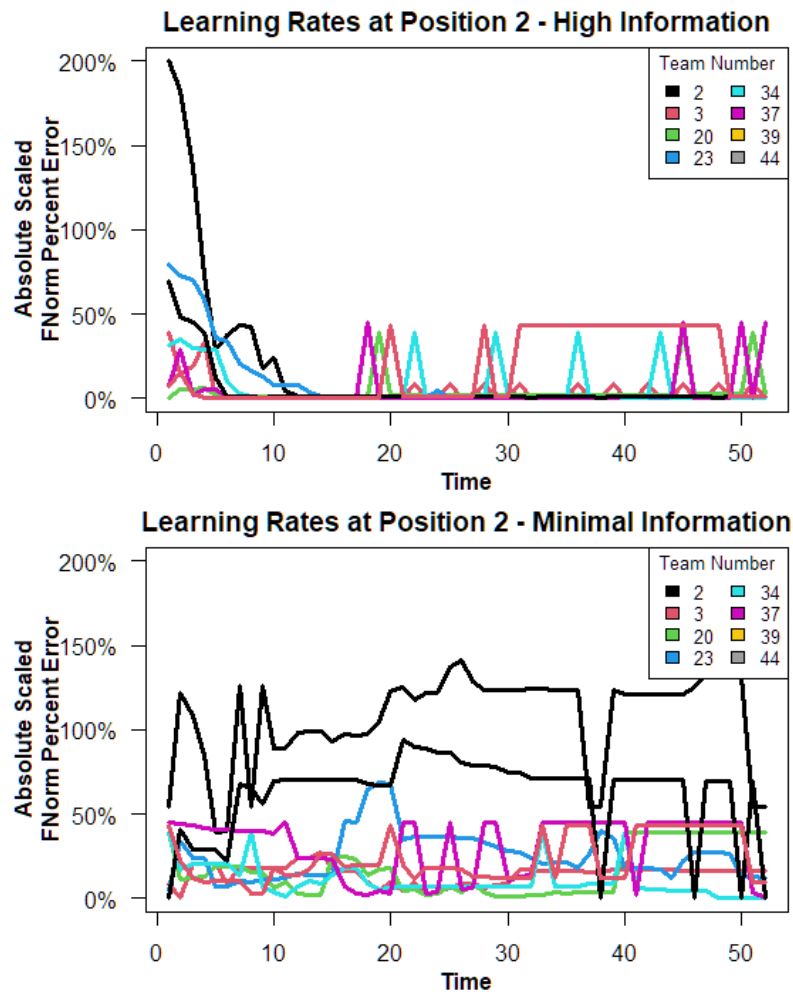 Learning Rates at Position 2 - High Information
Absolute Scaled
FNorm Percent Error
200%
150%
100%
50%
0%
Team Number
2 34
3 37
20 39
23 44
0 10 20 30 40 50
Time
Learning Rates at Position 2 - Minimal Information
Absolute Scaled
FNorm Percent Error
200%
150%
100%
50%
0%
Team Number
2 34
3 37
20 39
23 44
0 10 20 30 40 50
Time